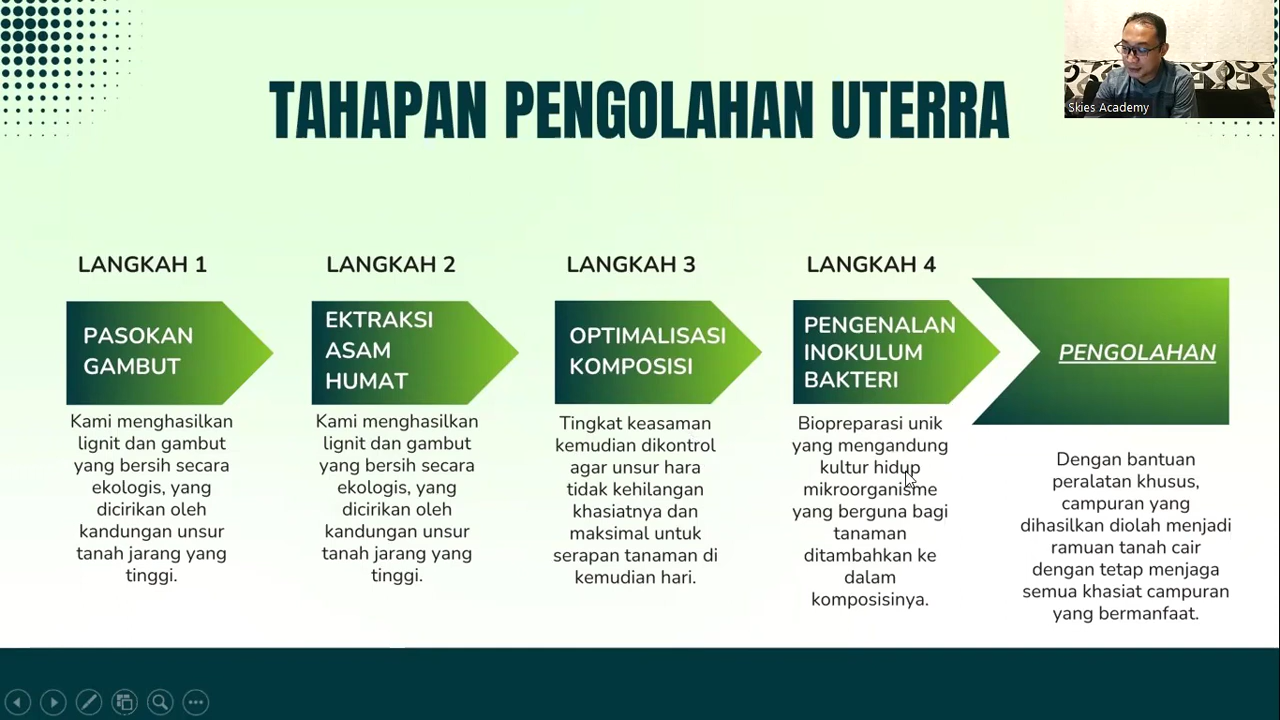 Skies Academy
TAHAPAN PENGOLAHAN UTERRA
LANGKAH 1
PASOKAN
GAMBUT
Kami menghasilkan
lignit dan gambut
yang bersih secara
ekologis, yang
dicirikan oleh
kandungan unsur
tanah jarang yang
tinggi.
LANGKAH 2
EKTRAKSI
ASAM
HUMAT
Kami menghasilkan
lignit dan gambut
yang bersih secara
ekologis, yang
dicirikan oleh
kandungan unsur
tanah jarang yang
tinggi.
LANGKAH 3
OPTIMALISASI
KOMPOSISI
Tingkat keasaman
kemudian dikontrol
agar unsur hara
tidak kehilangan
khasiatnya dan
maksimal untuk
serapan tanaman di
kemudian hari.
LANGKAH 4
PENGENALAN
INOKULUM
BAKTERI
Biopreparasi unik
yang mengandung
kultur hidup
mikroorganisme
yang berguna bagi
tanaman
ditambahkan ke
dalam
komposisinya.
PENGOLAHAN
Dengan bantuan
peralatan khusus,
campuran yang
dihasilkan diolah menjadi
ramuan tanah cair
dengan tetap menjaga
semua khasiat campuran
yang bermanfaat.